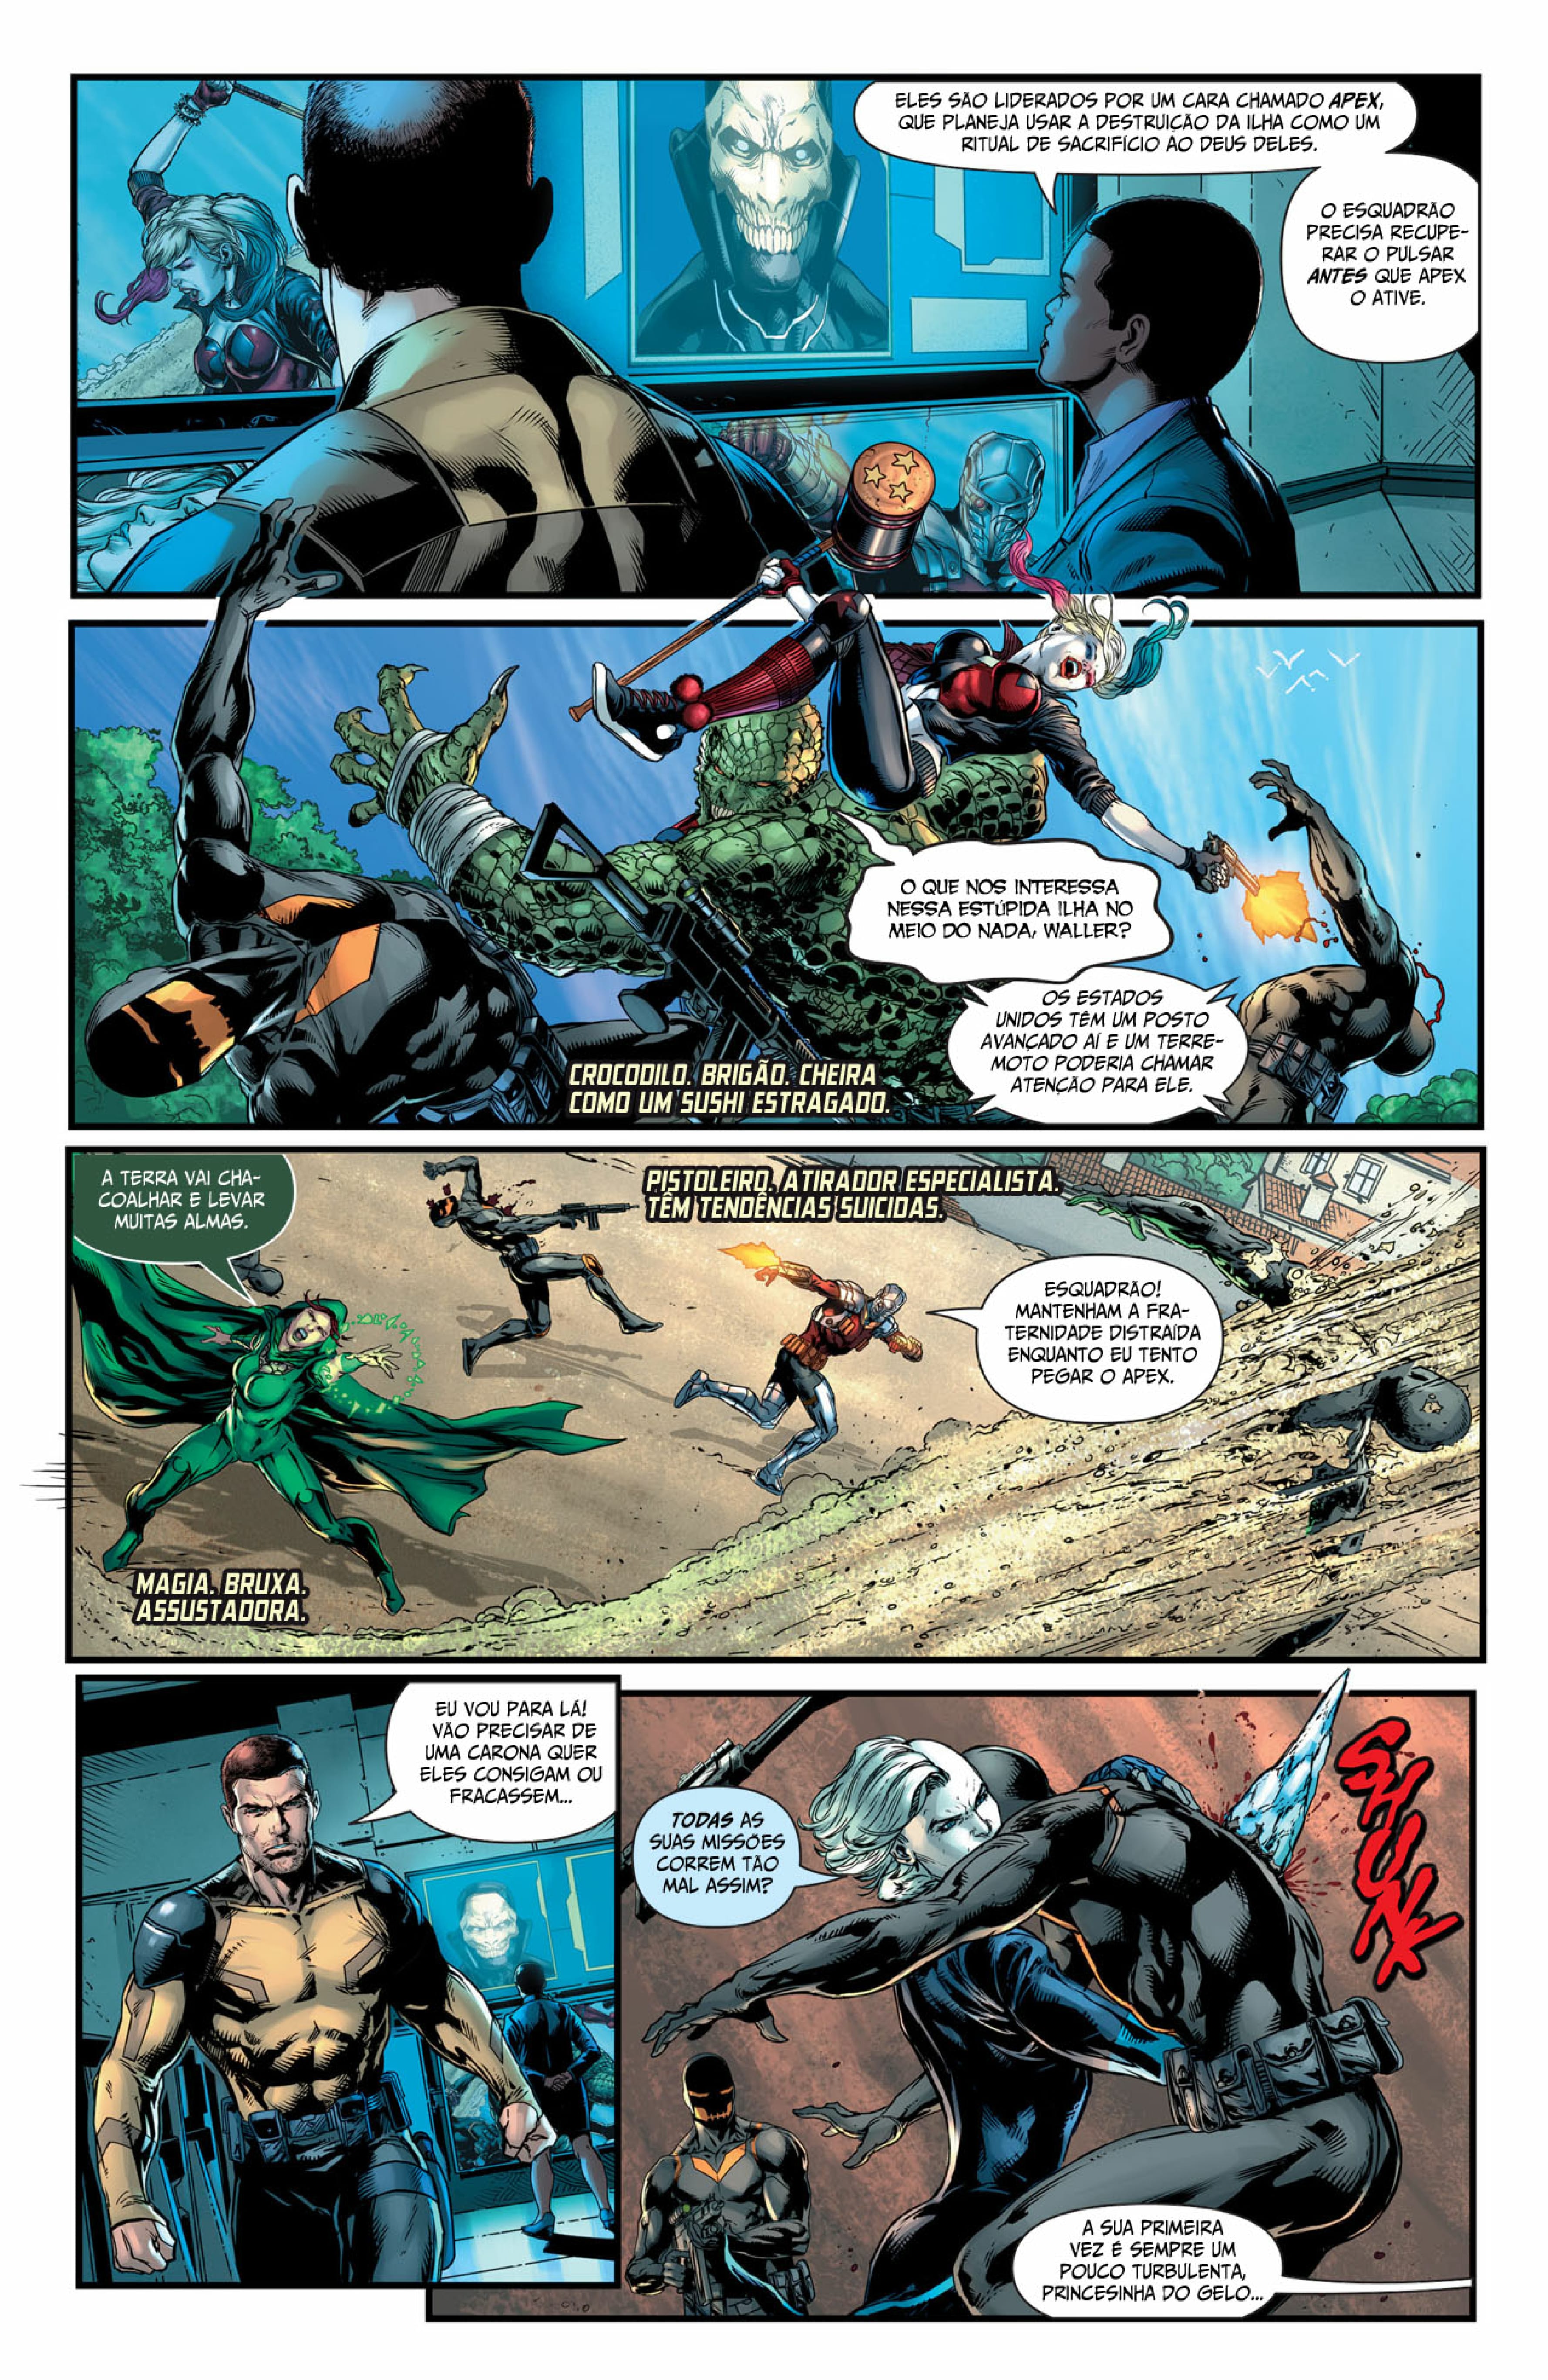 ELES SÃO LIDERADOS POR UM CARA CHAMADO APEX,
QUE PLANEJA USAR A DESTRUIÇÃO DA ILHA COMO UM
RITUAL DE SACRIFÍCIO AO DEUS DELES.
O ESQUADRÃO
PRECISA RECUPE-
RAR O PULSAR
ANTES QUE APEX
O ATIVE.
O QUE NOS INTERESSA
NESSA ESTÚPIDA ILHA NO
MEIO DO NADA, WALLER?
OS ESTADOS
UNIDOS TÊM UM POSTO
AVANÇADO AÍ E UM TERRE-
MOTO PODERIA CHAMAR
ATENÇÃO PARA ELE.
CROCODILO. BRIGÃO. CHEIRA
COMO UM SUSHI ESTRAGADO.
A TERRA VAI CHA-
COALHAR E LEVAR
MUITAS ALMAS.
PISTOLEIRO. ATIRADOR ESPECIALISTA.
TÊM TENDÊNCIAS SUICIDAS.
ESQUADRÃO!
MANTENHAM A FRA-
TERNIDADE DISTRAÍDA
ENQUANTO EU TENTO
PEGAR O APEX.
MAGIA. BRUXA.
ASSUSTADORA.
EU VOU PARA LÁ!
VÃO PRECISAR DE
UMA CARONA QUER
ELES CONSIGAM OU
FRACASSEM...
TODAS AS
SUAS MISSÕES
CORREM TÃO
MAL ASSIM?
SHUNK
A SUA PRIMEIRA
VEZ É SEMPRE UM
POUCO TURBULENTA,
PRINCESINHA DO GELO...